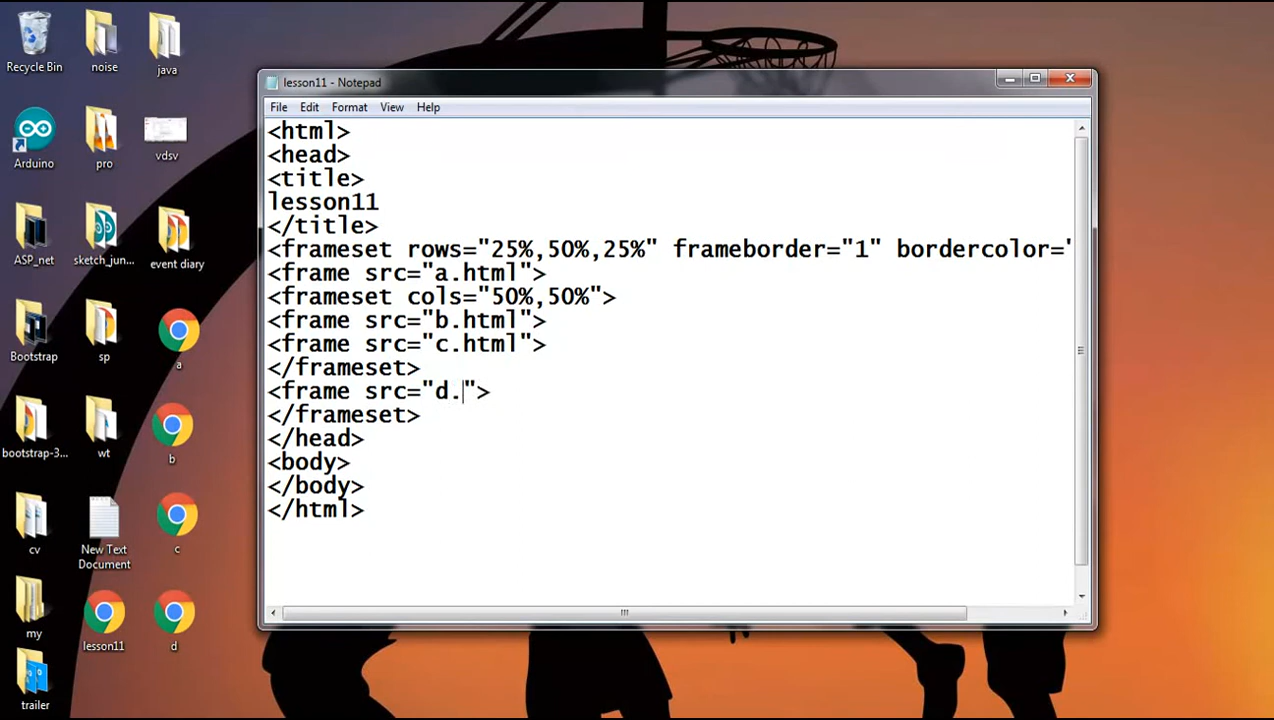 Recycle Bin
noise
java
Arduino
pro
vdsv
ASP_net
sketch_jun...
event diary
Bootstrap
sp
a
bootstrap-3...
wt
b
cv
New Text
Document
c
my
lesson11
d
trailer
lesson11 - Notepad
File Edit Format View Help
<html>
<head>
<title>
lesson11
</title>
<frameset rows="25%,50%,25%" frameborder="1" bordercolor="
<frame src="a.html">
<frameset cols="50%,50%">
<frame src="b.html">
<frame src="c.html">
</frameset>
<frame src="d.">
</frameset>
</head>
<body>
</body>
</html>